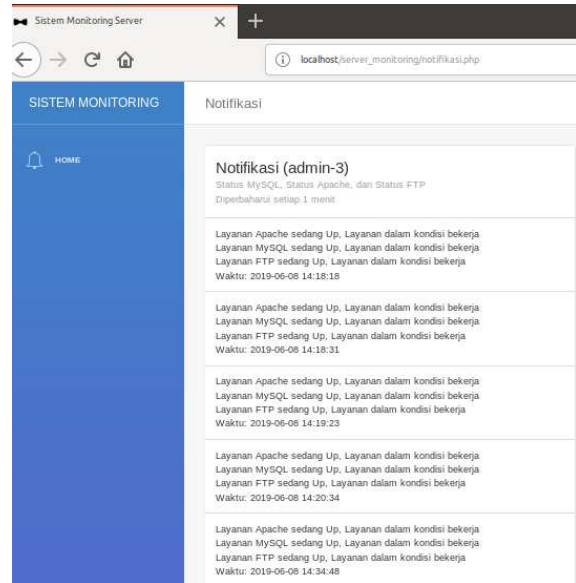 Sistem Monitoring Server
localhost/server_monitoring/notifikasi.php
SISTEM MONITORING
Notifikasi
HOME
Notifikasi (admin-3)
Status MySQL, Status Apache, dan Status FTP
Diperbaharui setiap 1 menit
Layanan Apache sedang Up, Layanan dalam kondisi bekerja
Layanan MySQL sedang Up, Layanan dalam kondisi bekerja
Layanan FTP sedang Up, Layanan dalam kondisi bekerja
Waktu: 2019-06-08 14:18:18
Layanan Apache sedang Up, Layanan dalam kondisi bekerja
Layanan MySQL sedang Up, Layanan dalam kondisi bekerja
Layanan FTP sedang Up, Layanan dalam kondisi bekerja
Waktu: 2019-06-08 14:18:31
Layanan Apache sedang Up, Layanan dalam kondisi bekerja
Layanan MySQL sedang Up, Layanan dalam kondisi bekerja
Layanan FTP sedang Up, Layanan dalam kondisi bekerja
Waktu: 2019-06-08 14:19:23
Layanan Apache sedang Up, Layanan dalam kondisi bekerja
Layanan MySQL sedang Up, Layanan dalam kondisi bekerja
Layanan FTP sedang Up, Layanan dalam kondisi bekerja
Waktu: 2019-06-08 14:20:34
Layanan Apache sedang Up, Layanan dalam kondisi bekerja
Layanan MySQL sedang Up, Layanan dalam kondisi bekerja
Layanan FTP sedang Up, Layanan dalam kondisi bekerja
Waktu: 2019-06-08 14:34:48